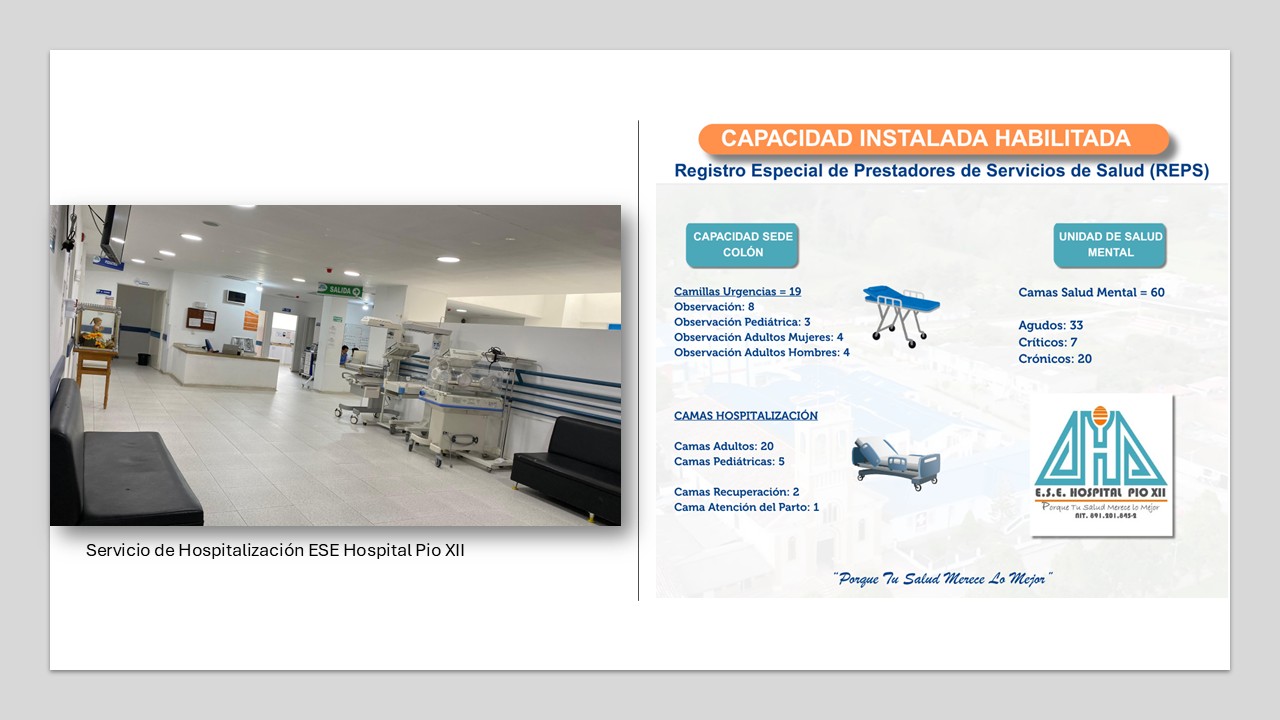 SALIDA
Servicio de Hospitalización ESE Hospital Pio XII
CAPACIDAD INSTALADA HABILITADA
Registro Especial de Prestadores de Servicios de Salud (REPS)
CAPACIDAD SEDE
COLÓN
Camillas Urgencias = 19
Observación: 8
Observación Pediátrica: 3
Observación Adultos Mujeres: 4
Observación Adultos Hombres: 4
CAMAS HOSPITALIZACIÓN
Camas Adultos: 20
Camas Pediátricas: 5
Camas Recuperación: 2
Cama Atención del Parto: 1
UNIDAD DE SALUD
MENTAL
Camas Salud Mental = 60
Agudos: 33
Críticos: 7
Crónicos: 20
E.S.E. HOSPITAL PIO XII
Porque Tu Salud Merece lo Mejor
NIT. 891.201.845-2
“Porque Tu Salud Merece Lo Mejor”